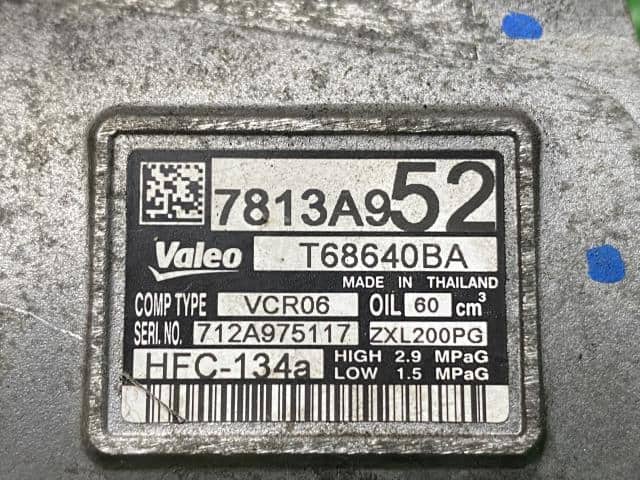 7813A952
Valeo T68640BA
MADE IN THAILAND
COMP TYPE VCR06 OIL 60 cm³
SERI. NO. 712A975117 ZXL200PG
HFC-134a HIGH 2.9 MPaG
LOW 1.5 MPaG